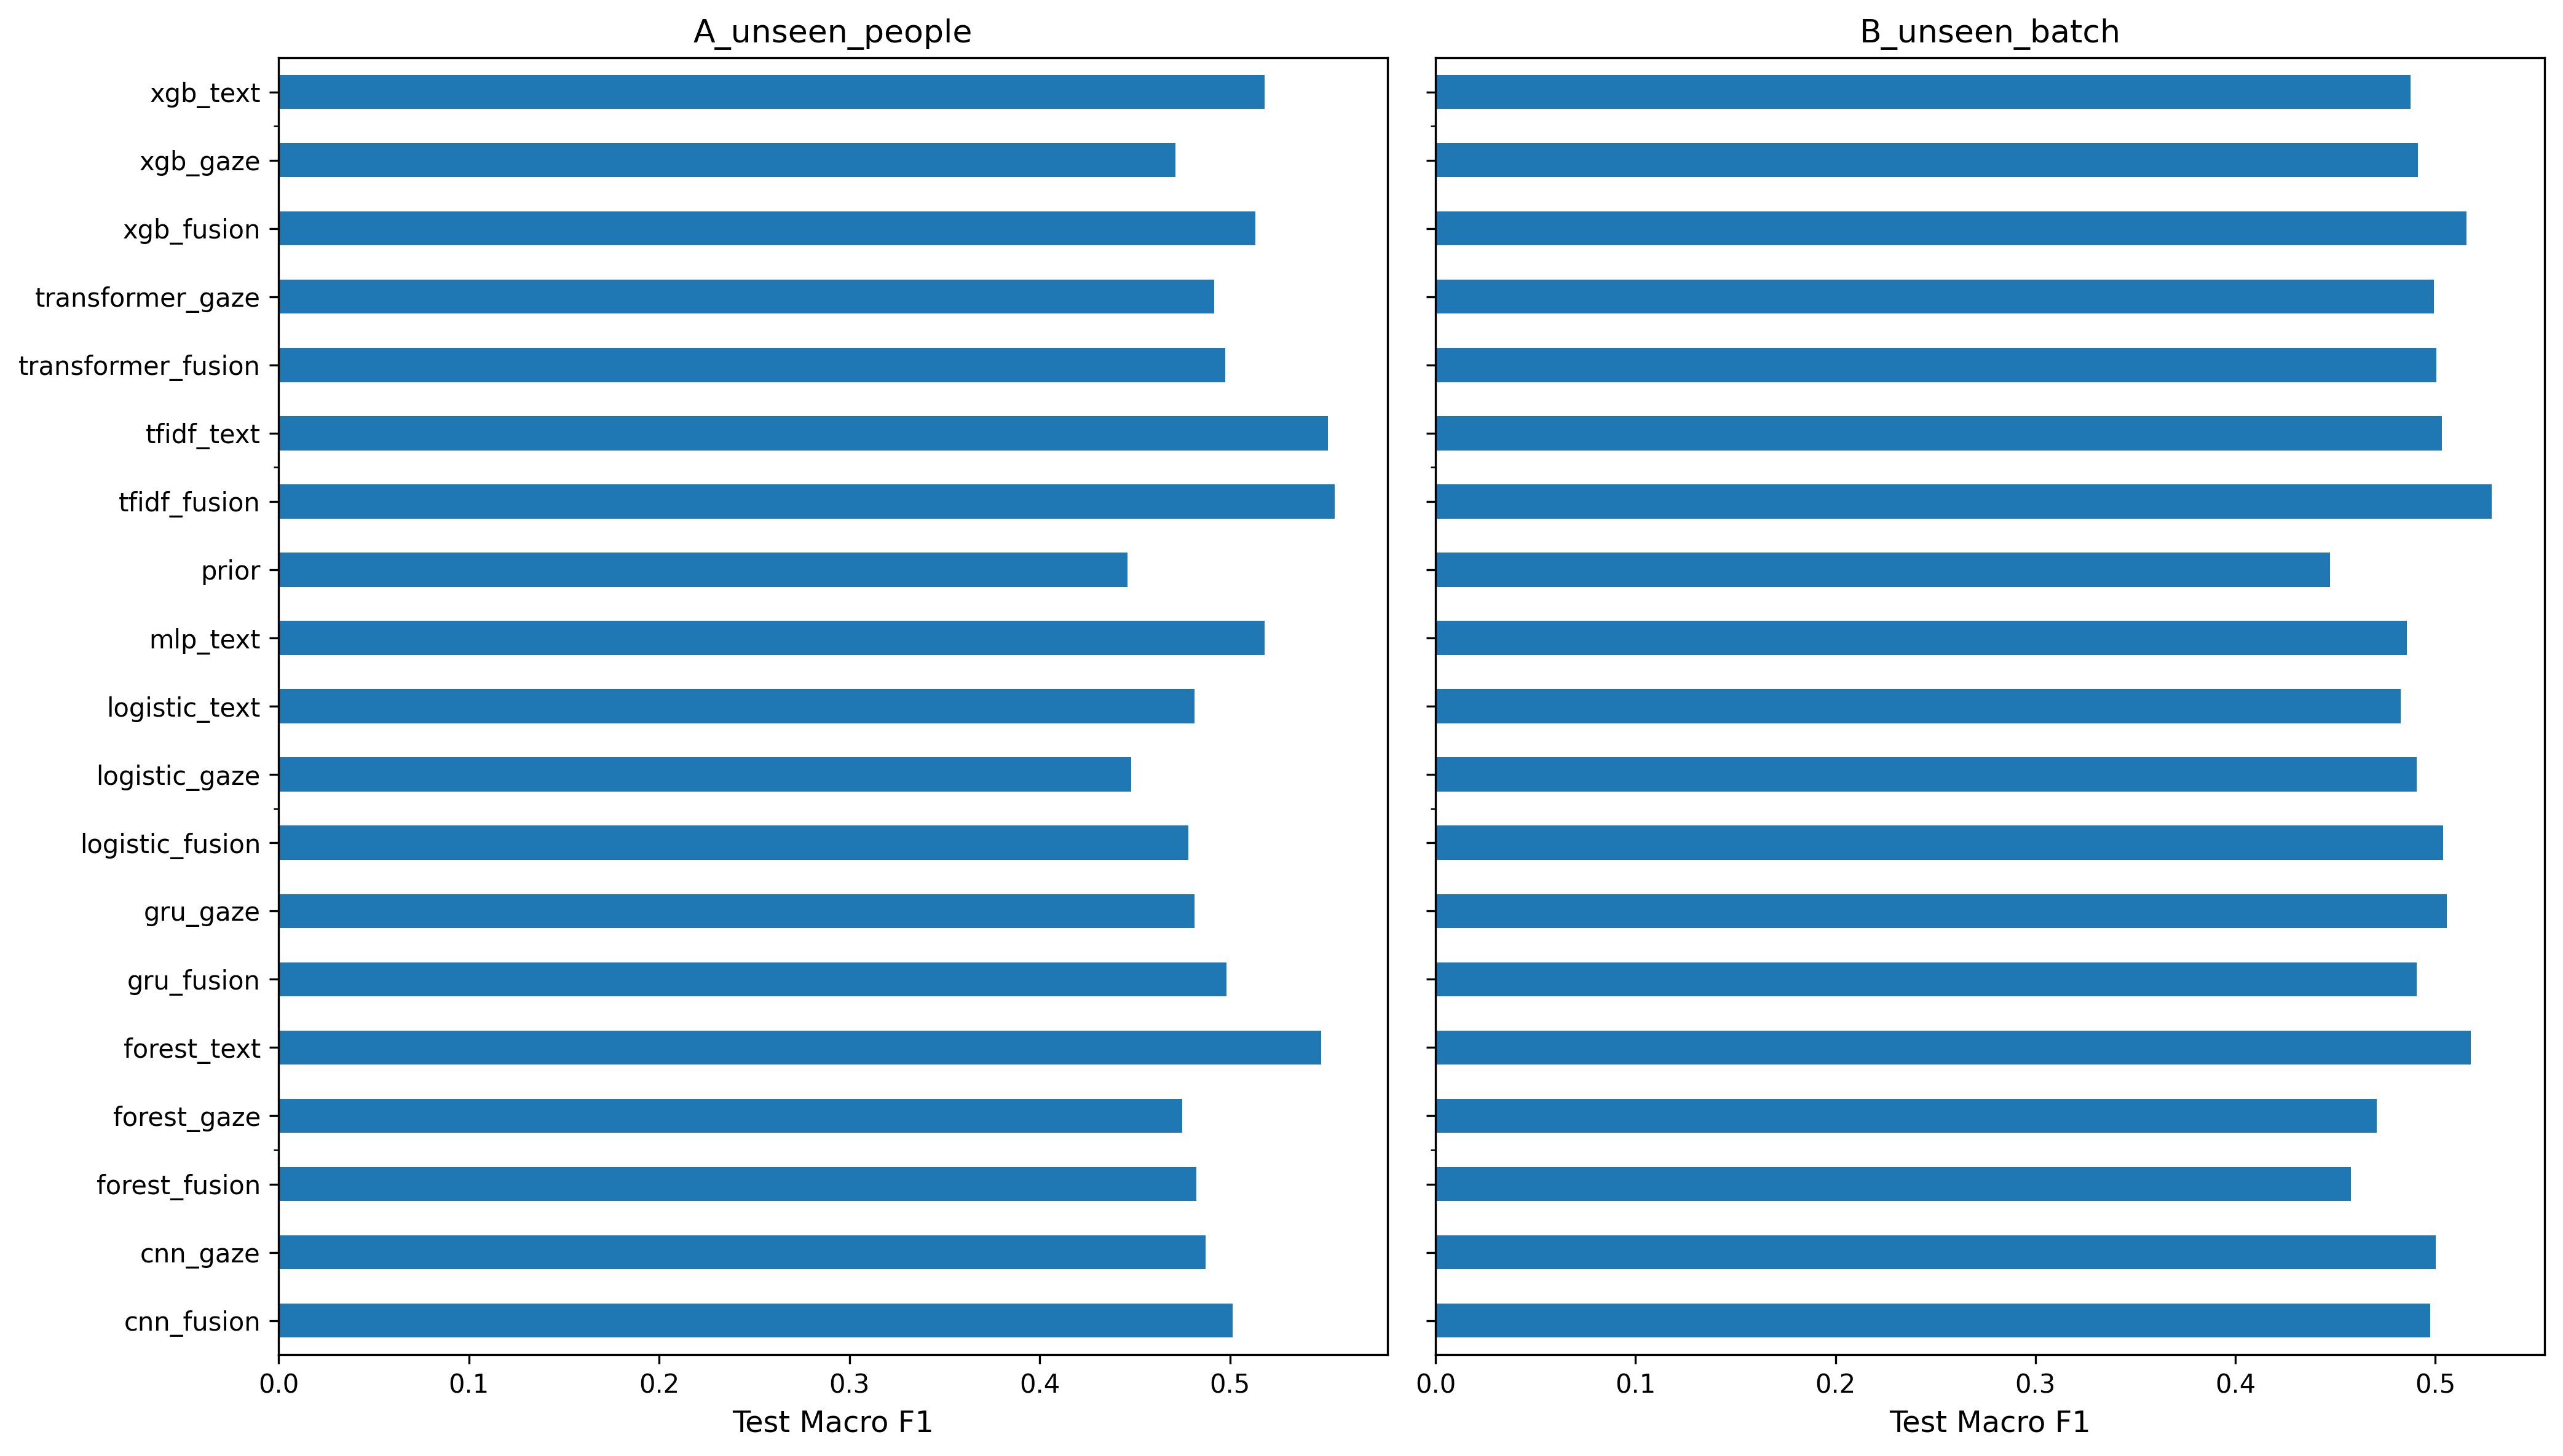 A_unseen_people
B_unseen_batch
xgb_text
xgb_gaze
xgb_fusion
transformer_gaze
transformer_fusion
tfidf_text
tfidf_fusion
prior
mlp_text
logistic_text
logistic_gaze
logistic_fusion
gru_gaze
gru_fusion
forest_text
forest_gaze
forest_fusion
cnn_gaze
cnn_fusion
0.0 0.1 0.2 0.3 0.4 0.5
0.0 0.1 0.2 0.3 0.4 0.5
Test Macro F1
Test Macro F1